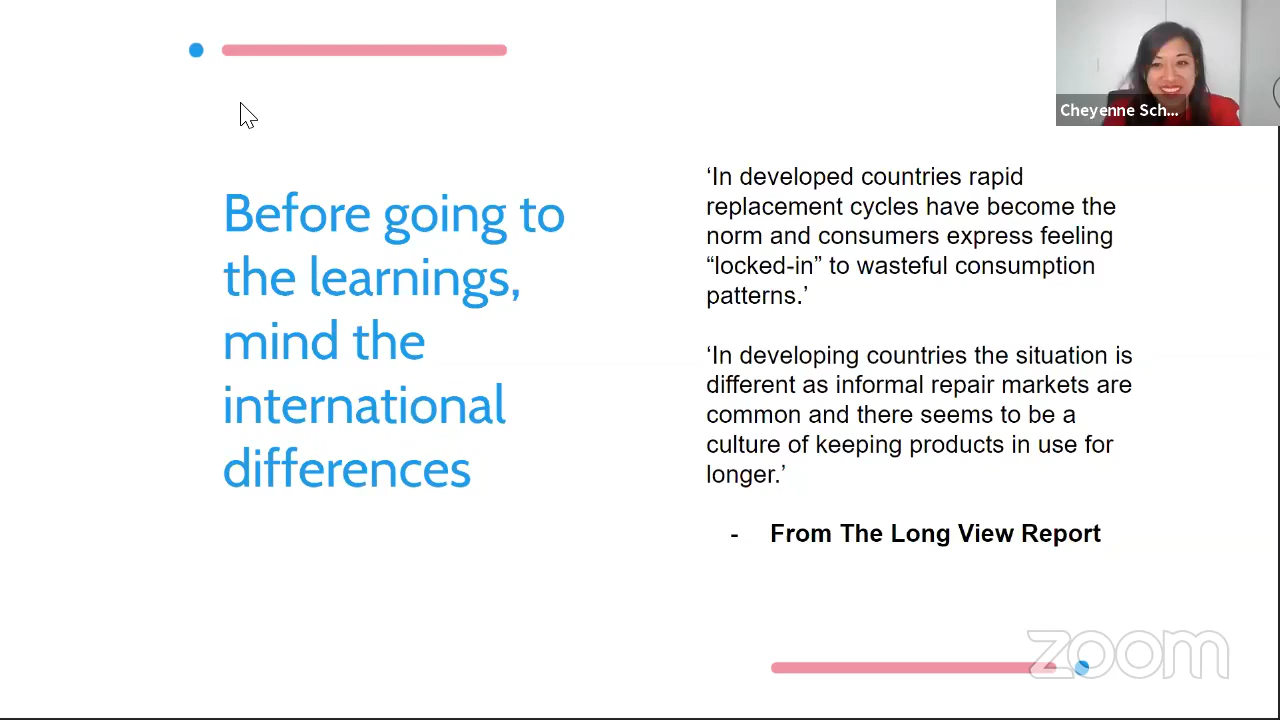 Cheyenne Sch...
Before going to
the learnings,
mind the
international
differences
‘In developed countries rapid
replacement cycles have become the
norm and consumers express feeling
“locked-in” to wasteful consumption
patterns.’
‘In developing countries the situation is
different as informal repair markets are
common and there seems to be a
culture of keeping products in use for
longer.’
- From The Long View Report
zoom